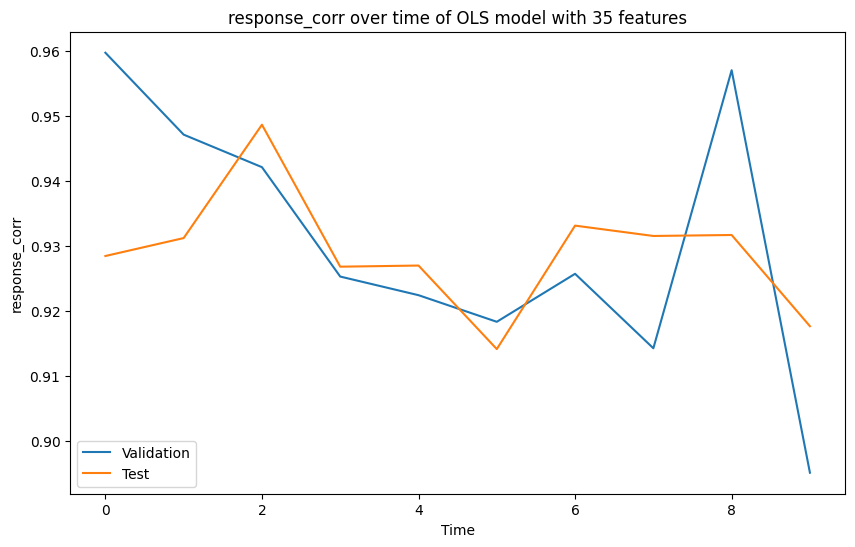 response_corr over time of OLS model with 35 features
0.96
0.95
0.94
0.93
0.92
0.91
0.90
response_corr
Validation
Test
0 2 4 6 8
Time